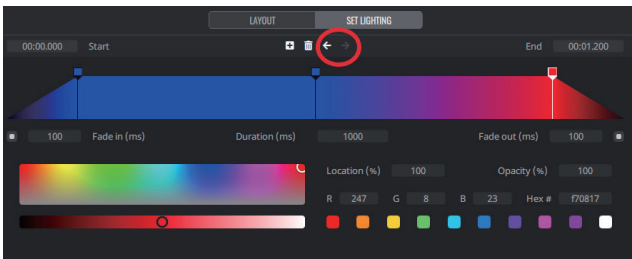 LAYOUT SET LIGHTING
00:00.000 Start End 00:01.200
100 Fade in (ms) Duration (ms) 1000 Fade out (ms) 100
Location (%) 100 Opacity (%) 100
R 247 G 8 B 23 Hex # f70817